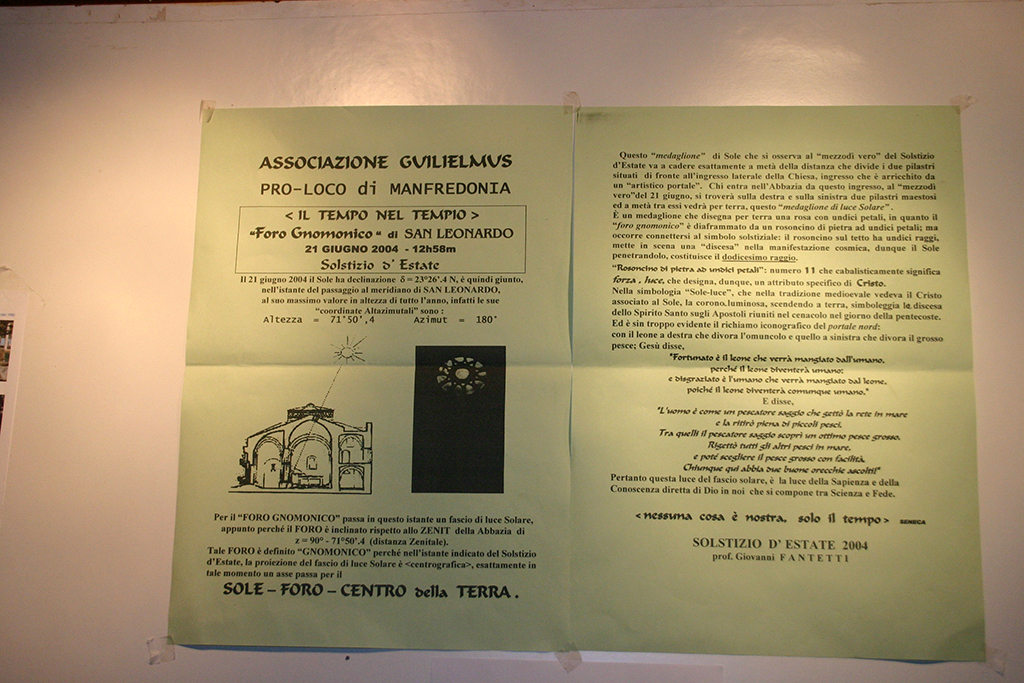 ASSOCIAZIONE GUILIELMUS
PRO-LOCO di MANFREDONIA
< IL TEMPO NEL TEMPIO >
"Foro Gnomonico" di SAN LEONARDO
21 GIUGNO 2004 - 12h58m
Solstizio d'Estate
Il 21 giugno 2004 il Sole ha declinazione δ = 23°26'.4 N, è quindi giunto,
nell'istante del passaggio al meridiano di SAN LEONARDO,
al suo massimo valore in altezza di tutto l'anno, infatti le sue
"coordinate Altazimutali" sono :
Altezza = 71°50',4 Azimut = 180°
Per il "FORO GNOMONICO" passa in questo istante un fascio di luce Solare,
appunto perché il FORO è inclinato rispetto allo ZENIT della Abbazia di
z = 90° - 71°50'.4 (distanza Zenitale).
Tale FORO è definito "GNOMONICO" perché nell'istante indicato del Solstizio
d'Estate, la proiezione del fascio di luce Solare è <centrografica>, esattamente in
tale momento un asse passa per il
SOLE – FORO – CENTRO della TERRA .
Questo "medaglione" di Sole che si osserva al "mezzodì vero" del Solstizio
d'Estate va a cadere esattamente a metà della distanza che divide i due pilastri
situati di fronte all'ingresso laterale della Chiesa, ingresso che è arricchito da
un "artistico portale". Chi entra nell'Abbazia da questo ingresso, al "mezzodì
vero"del 21 giugno, si troverà sulla destra e sulla sinistra due pilastri maestosi
ed a metà tra essi vedrà per terra, questo "medaglione di luce Solare" .
È un medaglione che disegna per terra una rosa con undici petali, in quanto il
"foro gnomonico" è diaframmato da un rosoncino di pietra ad undici petali; ma
occorre connettersi al simbolo solstiziale: il rosoncino sul tetto ha undici raggi,
mette in scena una "discesa" nella manifestazione cosmica, dunque il Sole
penetrandolo, costituisce il dodicesimo raggio.
"Rosoncino di pietra ad undici petali": numero 11 che cabalisticamente significa
forza , luce, che designa, dunque, un attributo specifico di Cristo.
Nella simbologia "Sole-luce", che nella tradizione medioevale vedeva il Cristo
associato al Sole, la corona luminosa, scendendo a terra, simboleggia la discesa
dello Spirito Santo sugli Apostoli riuniti nel cenacolo nel giorno della pentecoste.
Ed è sin troppo evidente il richiamo iconografico del portale nord:
con il leone a destra che divora l'omuncolo e quello a sinistra che divora il grosso
pesce; Gesù disse,
"Fortunato è il leone che verrà mangiato dall'umano,
perché il leone diventerà umano;
e disgraziato è l'umano che verrà mangiato dal leone,
poiché il leone diventerà comunque umano."
E disse,
"L'uomo è come un pescatore saggio che gettò la rete in mare
e la ritirò piena di piccoli pesci.
Tra quelli il pescatore saggio scoprì un ottimo pesce grosso.
Rigettò tutti gli altri pesci in mare,
e poté scegliere il pesce grosso con facilità.
Chiunque qui abbia due buone orecchie ascolti!"
Pertanto questa luce del fascio solare, è la luce della Sapienza e della
Conoscenza diretta di Dio in noi che si compone tra Scienza e Fede.
< nessuna cosa è nostra, solo il tempo > SENECA
SOLSTIZIO D' ESTATE 2004
prof. Giovanni FANTETTI